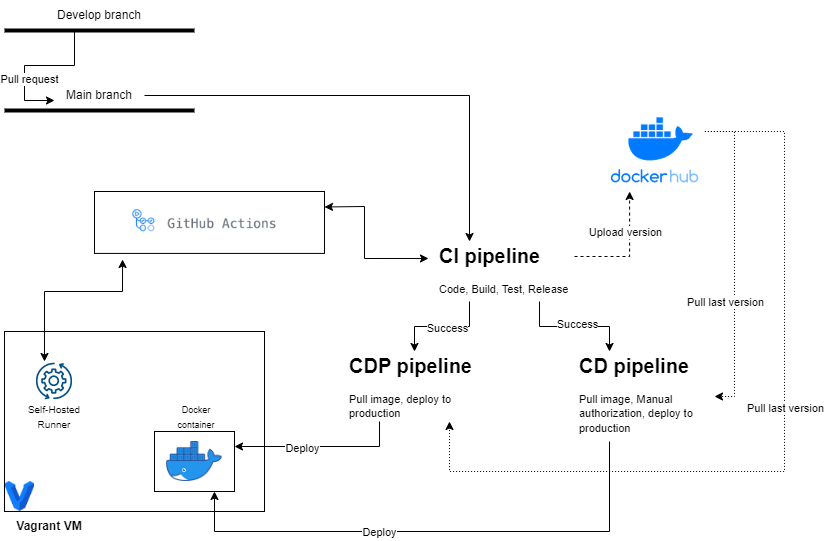 Develop branch
Pull request
Main branch
dockerhub
GitHub Actions
Upload version
CI pipeline
Code, Build, Test, Release
Pull last version
Success
Success
CDP pipeline
CD pipeline
Pull image, deploy to
production
Pull image, Manual
authorization, deploy to
production
Pull last version
Self-Hosted
Runner
Docker
container
Deploy
Vagrant VM
Deploy